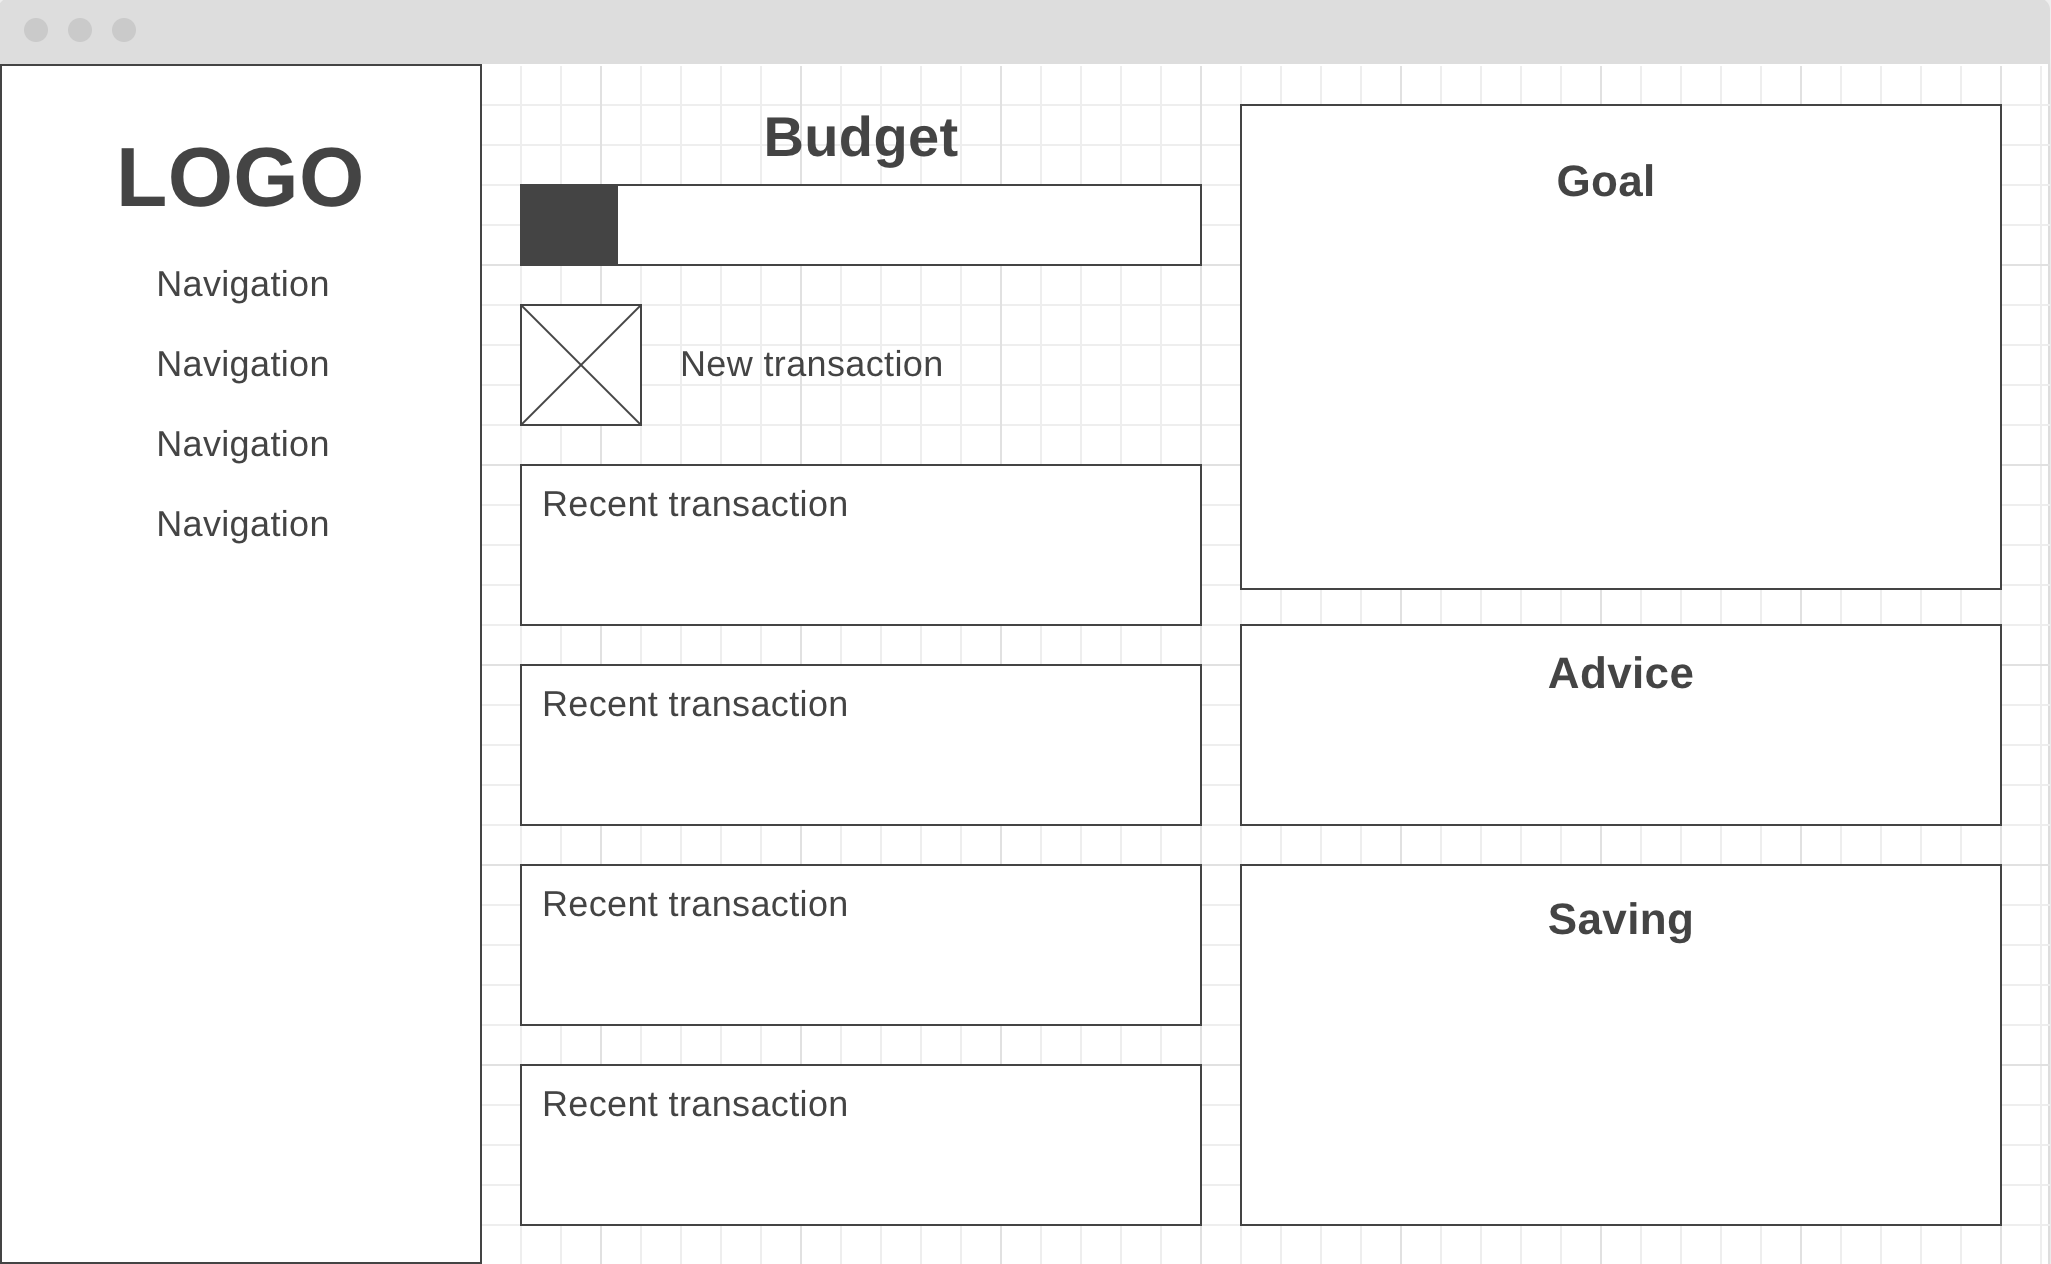 LOGO
Navigation
Navigation
Navigation
Navigation
Budget
New transaction
Recent transaction
Recent transaction
Recent transaction
Recent transaction
Goal
Advice
Saving